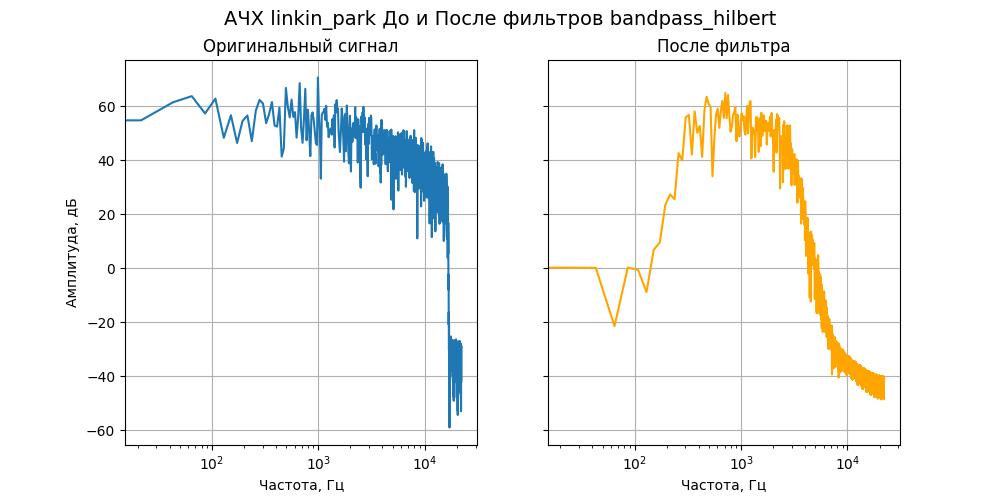 АЧХ linkin_park До и После фильтров bandpass_hilbert
Оригинальный сигнал
После фильтра
Амплитуда, дБ
60
40
20
0
−20
−40
−60
10²
10³
10⁴
10²
10³
10⁴
Частота, Гц
Частота, Гц